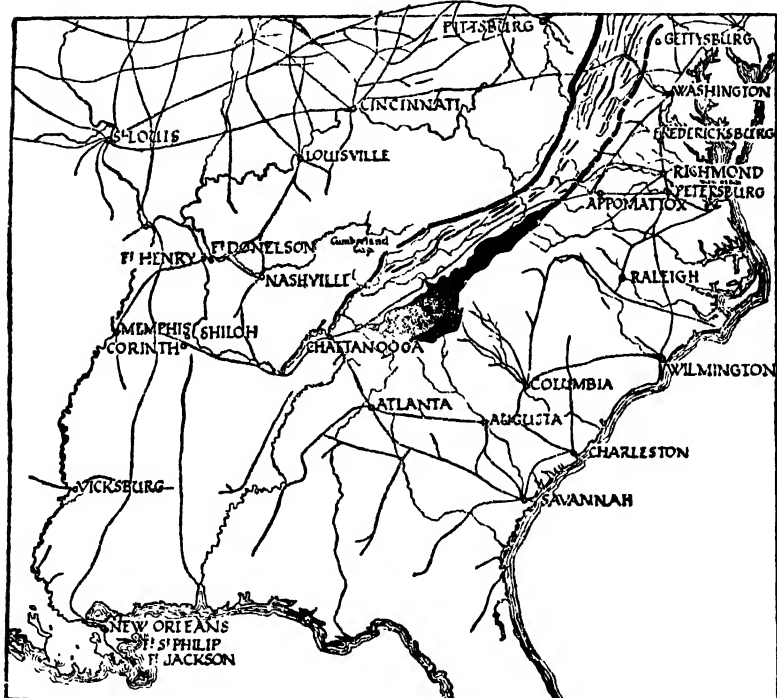 PITTSBURG
GETTYSBURG
WASHINGTON
CINCINNATI
FREDERICKSBURG
St LOUIS
LOUISVILLE
RICHMOND
PETERSBURG
APPOMATTOX
Ft DONELSON
Cumberland
Gap
Ft HENRY
NASHVILLE
RALEIGH
MEMPHIS
SHILOH
CORINTH
CHATTANOOGA
WILMINGTON
COLUMBIA
ATLANTA
AUGUSTA
CHARLESTON
VICKSBURG
SAVANNAH
NEW ORLEANS
Ft St PHILIP
Ft JACKSON